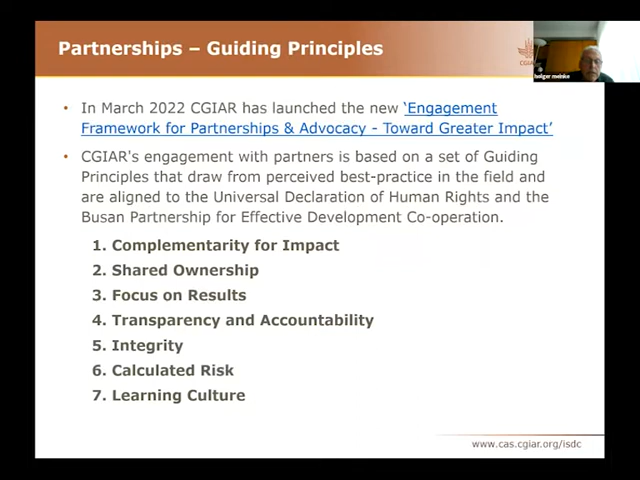 Partnerships – Guiding Principles
CGIAR
holger meinke
• In March 2022 CGIAR has launched the new ‘Engagement
Framework for Partnerships & Advocacy - Toward Greater Impact’
• CGIAR's engagement with partners is based on a set of Guiding
Principles that draw from perceived best-practice in the field and
are aligned to the Universal Declaration of Human Rights and the
Busan Partnership for Effective Development Co-operation.
1. Complementarity for Impact
2. Shared Ownership
3. Focus on Results
4. Transparency and Accountability
5. Integrity
6. Calculated Risk
7. Learning Culture
www.cas.cgiar.org/isdc